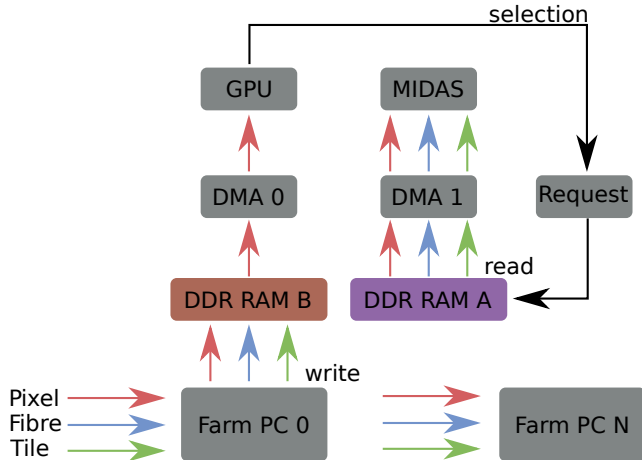 selection
GPU
MIDAS
DMA 0
DMA 1
Request
read
DDR RAM B
DDR RAM A
write
Pixel
Fibre
Tile
Farm PC 0
Farm PC N